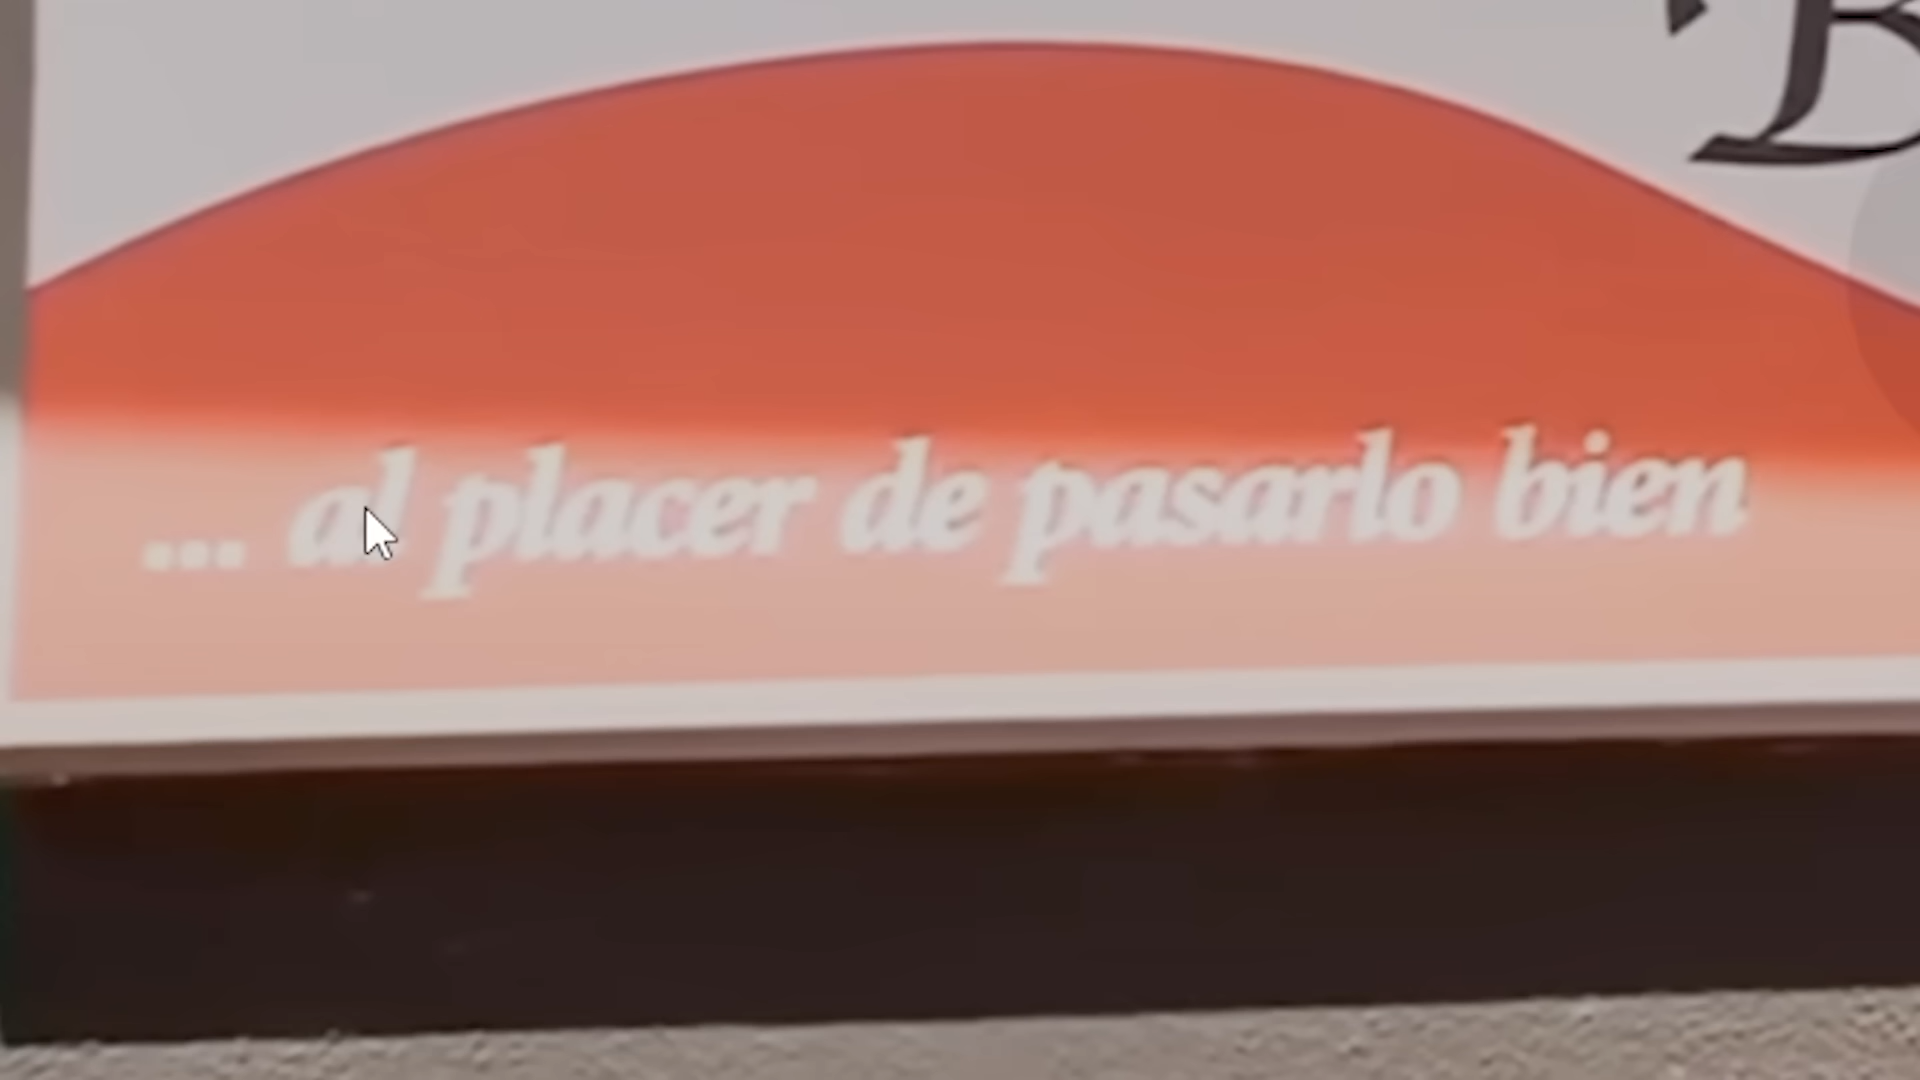 B
... al placer de pasarlo bien